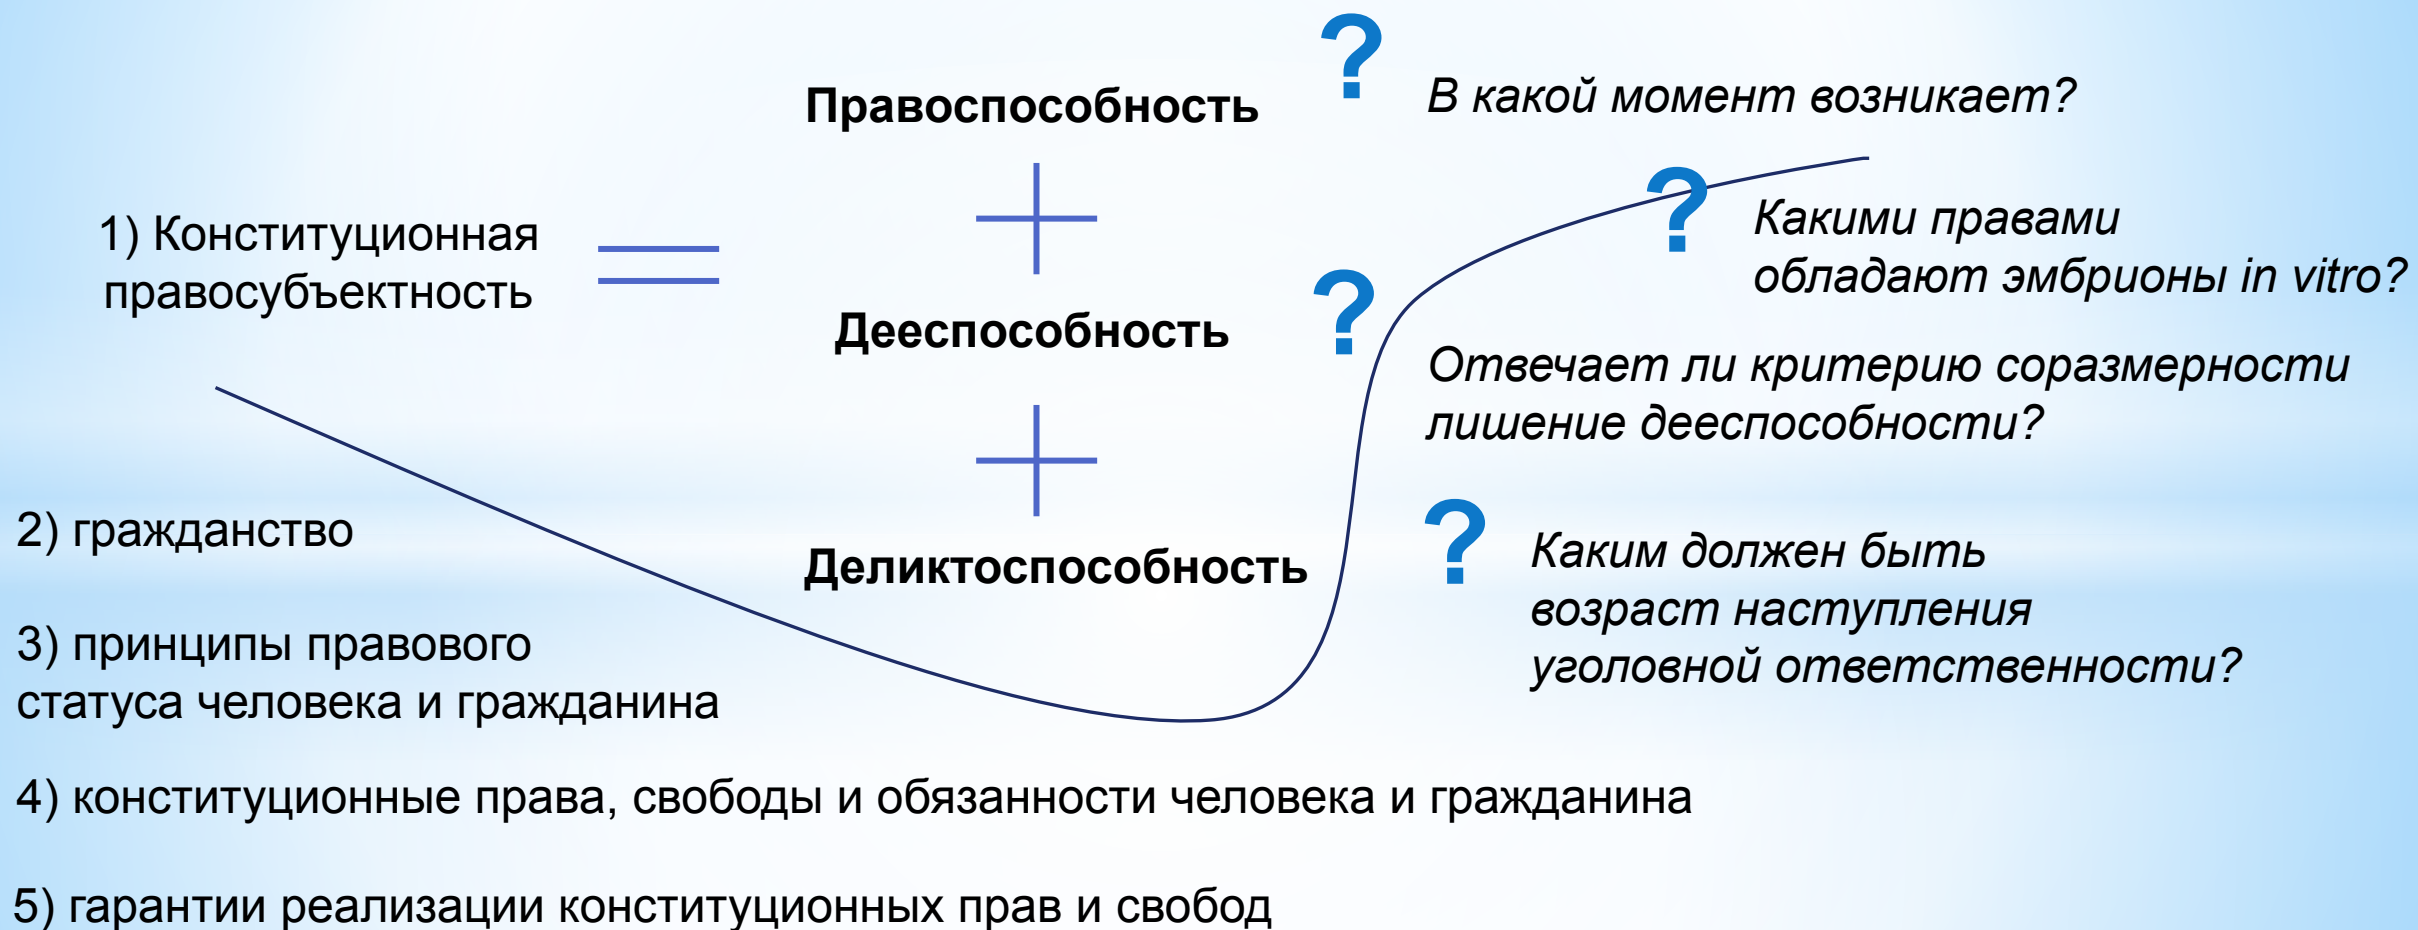 Правоспособность
?
В какой момент возникает?
1) Конституционная
правосубъектность
?
Какими правами
обладают эмбрионы in vitro?
Дееспособность
?
Отвечает ли критерию соразмерности
лишение дееспособности?
Деликтоспособность
?
Каким должен быть
возраст наступления
уголовной ответственности?
2) гражданство
3) принципы правового
статуса человека и гражданина
4) конституционные права, свободы и обязанности человека и гражданина
5) гарантии реализации конституционных прав и свобод